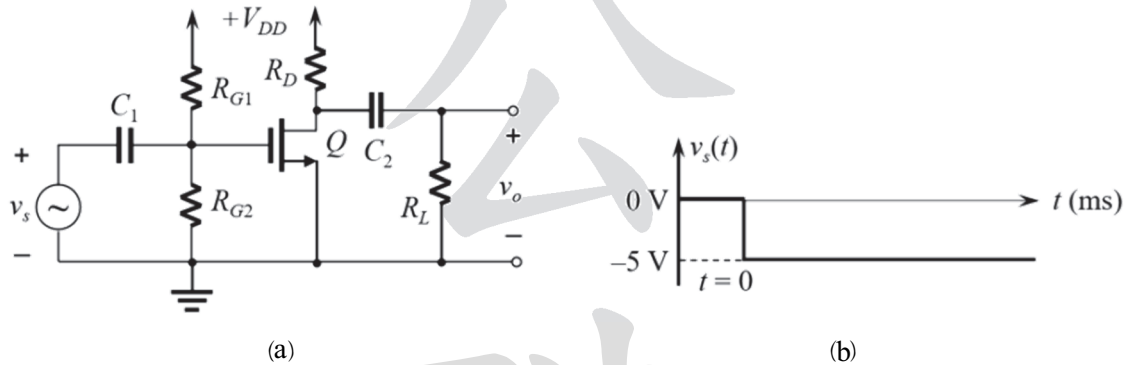 +V_DD
R_D
R_G1
C_1
Q
C_2
+
+
v_s
~
R_G2
R_L
v_o
−
−
(a)
v_s(t)
0 V
t (ms)
−5 V
t = 0
(b)